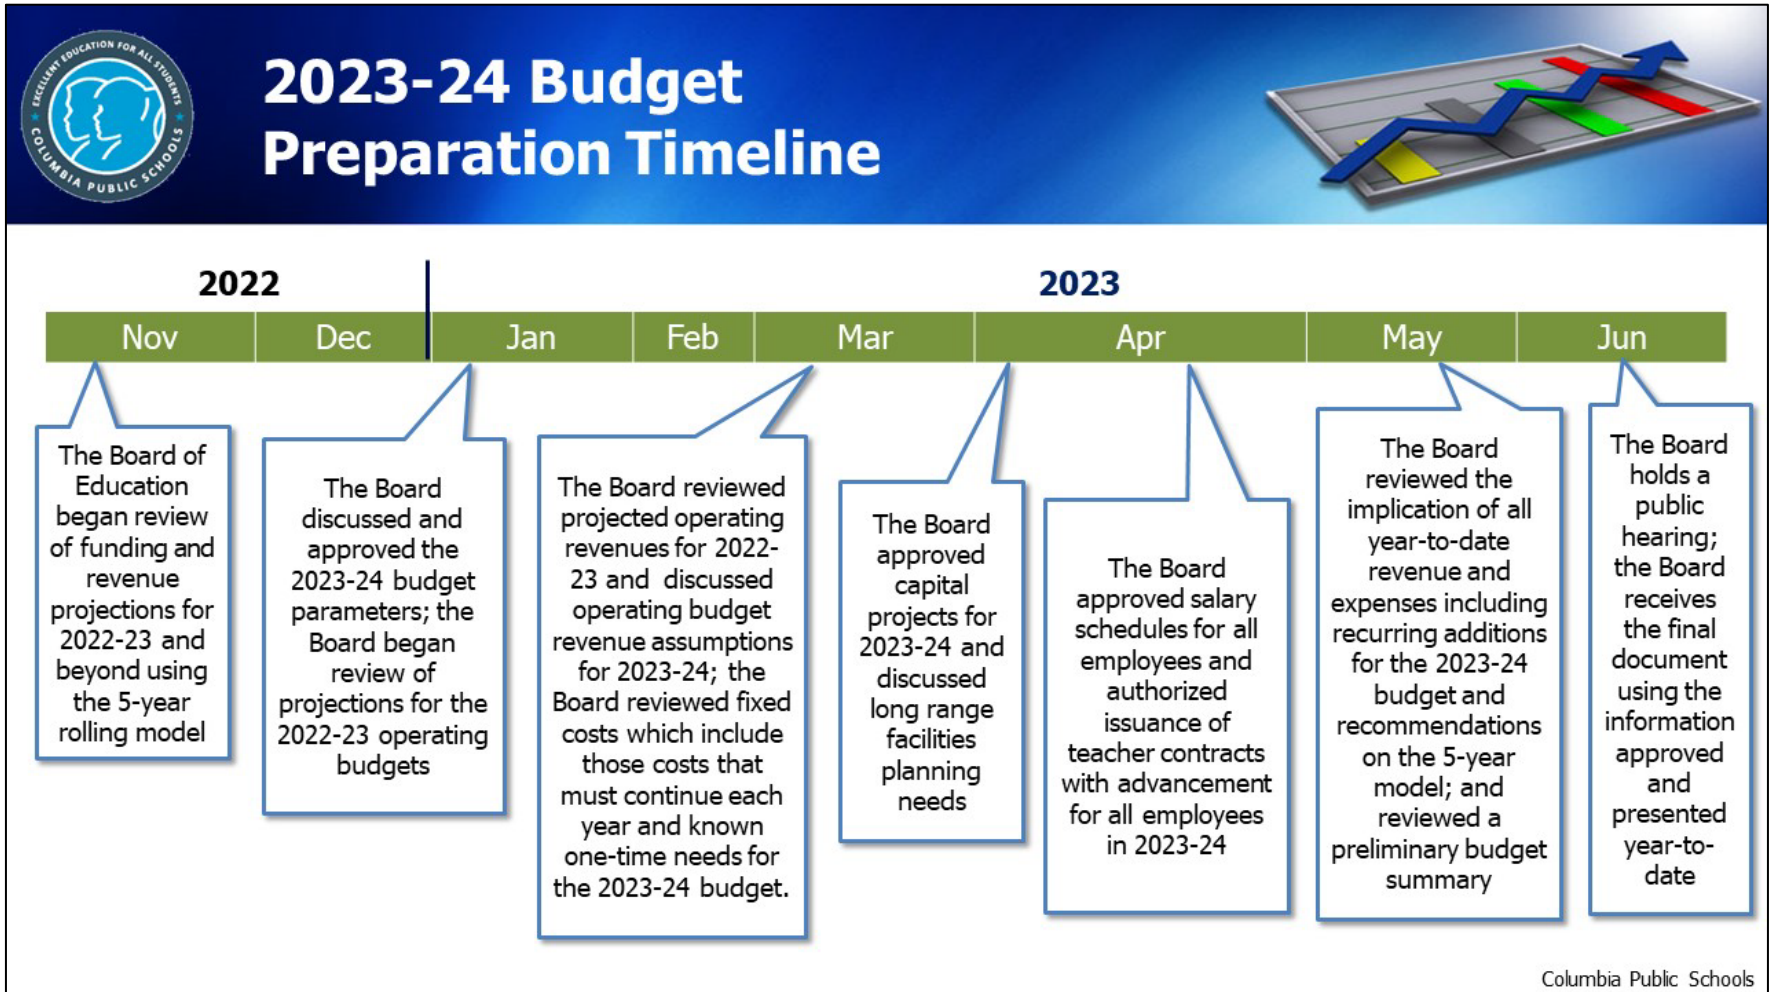 EXCELLENT EDUCATION FOR ALL STUDENTS
COLUMBIA PUBLIC SCHOOLS
2023-24 Budget
Preparation Timeline
2022
2023
Nov
Dec
Jan
Feb
Mar
Apr
May
Jun
The Board of
Education
began review
of funding and
revenue
projections for
2022-23 and
beyond using
the 5-year
rolling model
The Board
discussed and
approved the
2023-24 budget
parameters; the
Board began
review of
projections for the
2022-23 operating
budgets
The Board reviewed
projected operating
revenues for 2022-
23 and discussed
operating budget
revenue assumptions
for 2023-24; the
Board reviewed fixed
costs which include
those costs that
must continue each
year and known
one-time needs for
the 2023-24 budget.
The Board
approved
capital
projects for
2023-24 and
discussed
long range
facilities
planning
needs
The Board
approved salary
schedules for all
employees and
authorized
issuance of
teacher contracts
with advancement
for all employees
in 2023-24
The Board
reviewed the
implication of all
year-to-date
revenue and
expenses including
recurring additions
for the 2023-24
budget and
recommendations
on the 5-year
model; and
reviewed a
preliminary budget
summary
The Board
holds a
public
hearing;
the Board
receives
the final
document
using the
information
approved
and
presented
year-to-
date
Columbia Public Schools